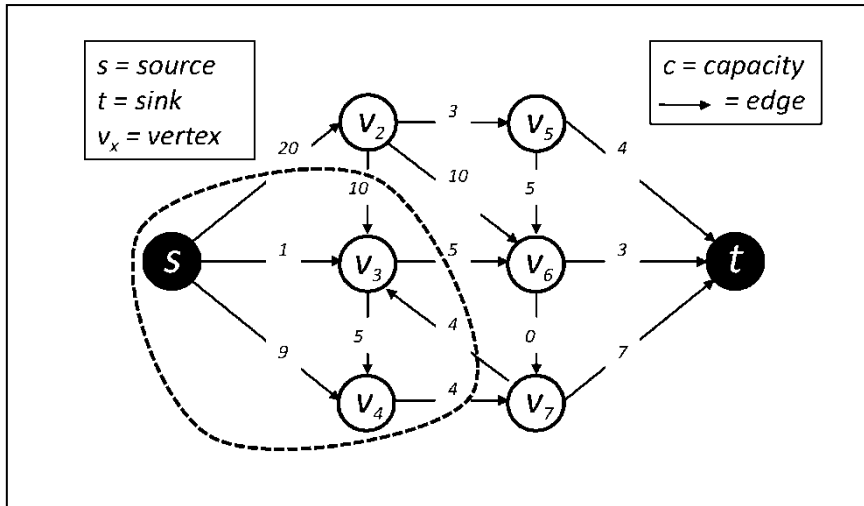 s = source
t = sink
vₓ = vertex
c = capacity
= edge
v₂
3
v₅
20
10
10
5
4
s
1
v₃
5
v₆
3
t
9
5
4
0
7
v₄
4
v₇